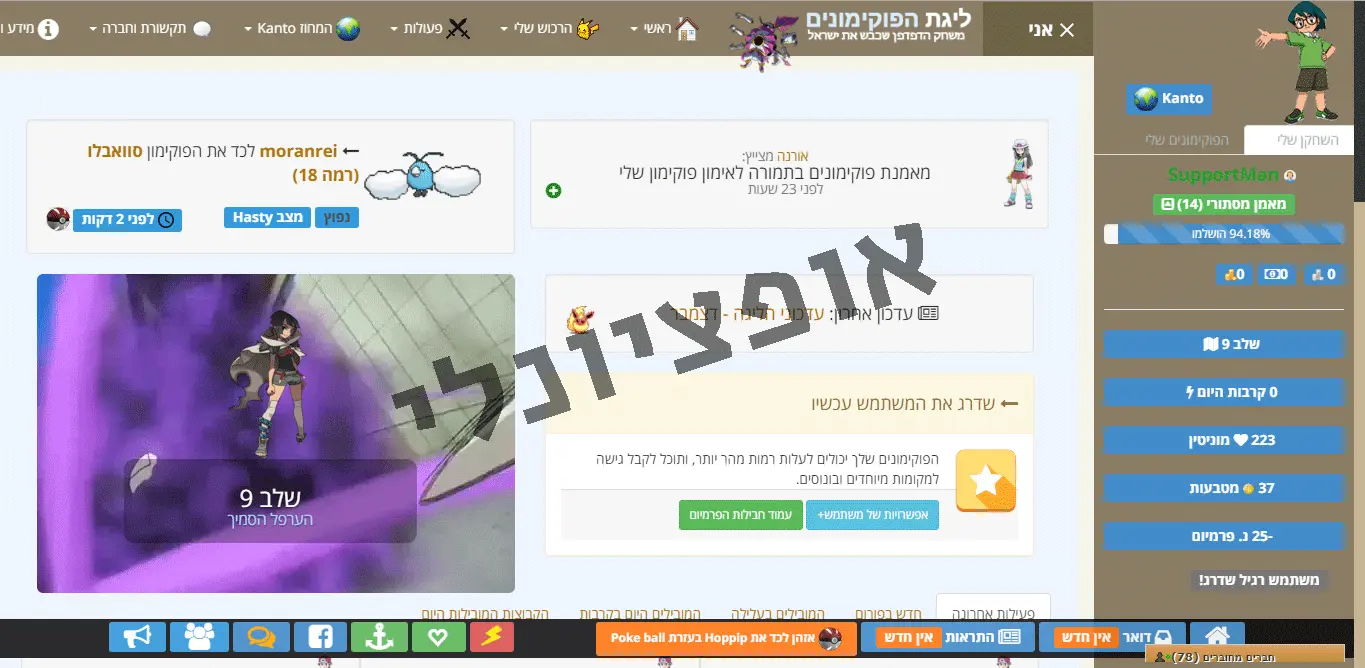 אני
ליגת הפוקימונים
משחק הדפדפן שכבש את ישראל
ראשי
הרכוש שלי
פעולות
המחוז Kanto
תקשורת וחברה
מידע ו
Kanto
השחקן שלי
הפוקימונים שלי
SupportMan
מאמן מסתורי (14)
94.18% הושלמו
0
0
0
שלב 9
0 קרבות היום
223 מוניטין
37 מטבעות
-25 נ. פרמיום
משתמש רגיל שדרג!
אורנה מצייץ:
מאמנת פוקימונים בתמורה לאימון פוקימון שלי
לפני 23 שעות
moranrei לכד את הפוקימון סוואבלו
(רמה 18)
נפוץ
מצב Hasty
לפני 2 דקות
עדכון אחרון: עדכוני הליגה - דצמבר
אופציונלי
שדרג את המשתמש עכשיו
הפוקימונים שלך יכולים לעלות רמות מהר יותר, ותוכל לקבל גישה
למקומות מיוחדים ובונוסים.
אפשרויות של משתמש+
עמוד חבילות הפרמיום
שלב 9
הערפל הסמיך
פעילות אחרונה
חדש בפורום
המובילים בעלילה
המובילים היום בקרבות
הקבוצות המובילות היום
דואר אין חדש
התראות אין חדש
אזהן לכד את Hoppip בעזרת Poke ball
חברים מחוברים (78)